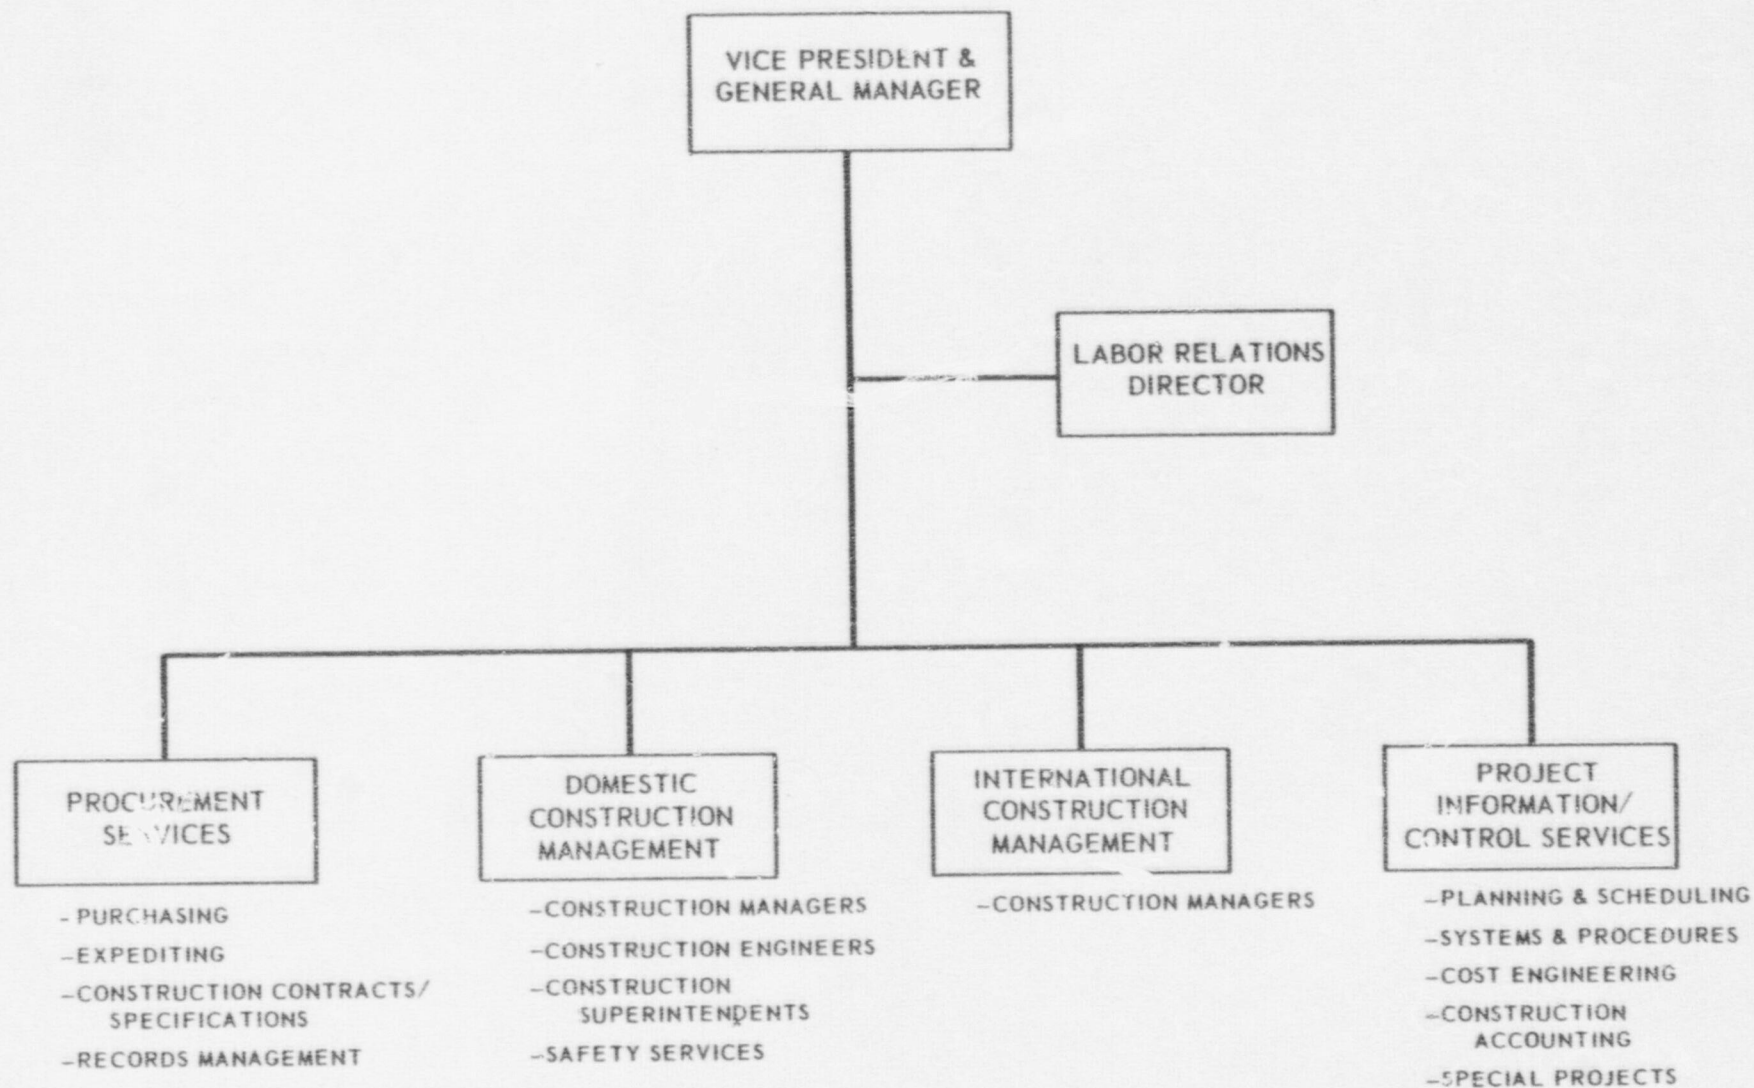 VICE PRESIDENT &
GENERAL MANAGER
LABOR RELATIONS
DIRECTOR
PROCUREMENT
SERVICES
-PURCHASING
-EXPEDITING
-CONSTRUCTION CONTRACTS/
SPECIFICATIONS
-RECORDS MANAGEMENT
DOMESTIC
CONSTRUCTION
MANAGEMENT
-CONSTRUCTION MANAGERS
-CONSTRUCTION ENGINEERS
-CONSTRUCTION
SUPERINTENDENTS
-SAFETY SERVICES
INTERNATIONAL
CONSTRUCTION
MANAGEMENT
-CONSTRUCTION MANAGERS
PROJECT
INFORMATION/
CONTROL SERVICES
-PLANNING & SCHEDULING
-SYSTEMS & PROCEDURES
-COST ENGINEERING
-CONSTRUCTION
ACCOUNTING
-SPECIAL PROJECTS